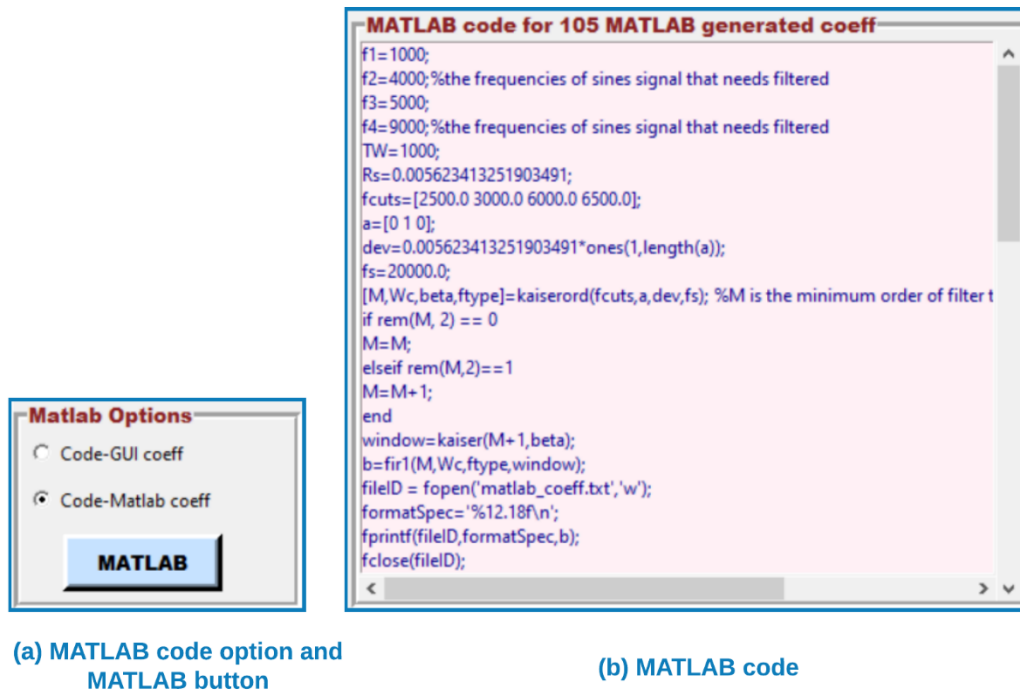 MATLAB code for 105 MATLAB generated coeff
f1=1000;
f2=4000;%the frequencies of sines signal that needs filtered
f3=5000;
f4=9000;%the frequencies of sines signal that needs filtered
TW=1000;
Rs=0.005623413251903491;
fcuts=[2500.0 3000.0 6000.0 6500.0];
a=[0 1 0];
dev=0.005623413251903491*ones(1,length(a));
fs=20000.0;
[M,Wc,beta,ftype]=kaiserord(fcuts,a,dev,fs); %M is the minimum order of filter t
if rem(M, 2) == 0
M=M;
elseif rem(M,2)==1
M=M+1;
end
window=kaiser(M+1,beta);
b=fir1(M,Wc,ftype,window);
fileID = fopen('matlab_coeff.txt','w');
formatSpec='%12.18f\n';
fprintf(fileID,formatSpec,b);
fclose(fileID);
Matlab Options
Code-GUI coeff
Code-Matlab coeff
MATLAB
(a) MATLAB code option and
MATLAB button
(b) MATLAB code